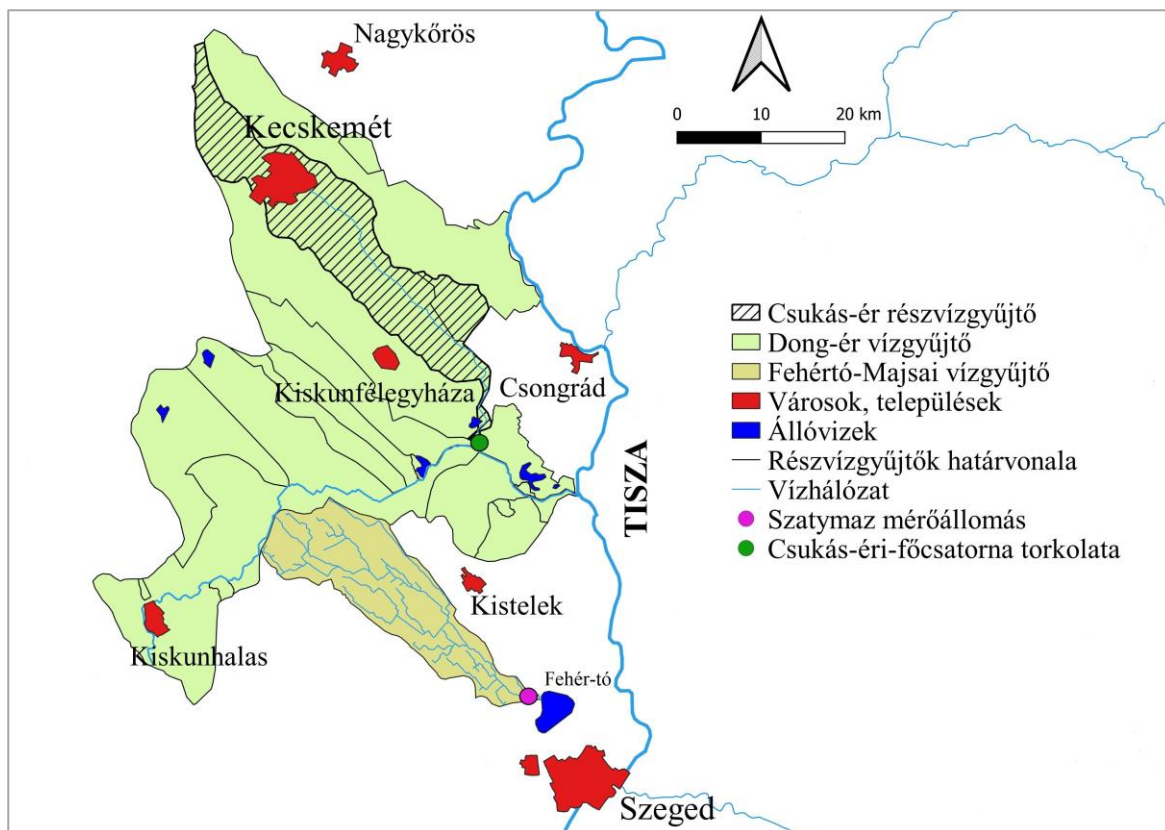 Nagykőrös
Kecskemét
0 10 20 km
Csukás-ér részvízgyűjtő
Dong-ér vízgyűjtő
Fehértó-Majsai vízgyűjtő
Városok, települések
Állóvizek
Részvízgyűjtők határvonala
Vízhálózat
Szatymaz mérőállomás
Csukás-éri-főcsatorna torkolata
Kiskunfélegyháza
Csongrád
TISZA
Kistelek
Kiskunhalas
Fehér-tó
Szeged